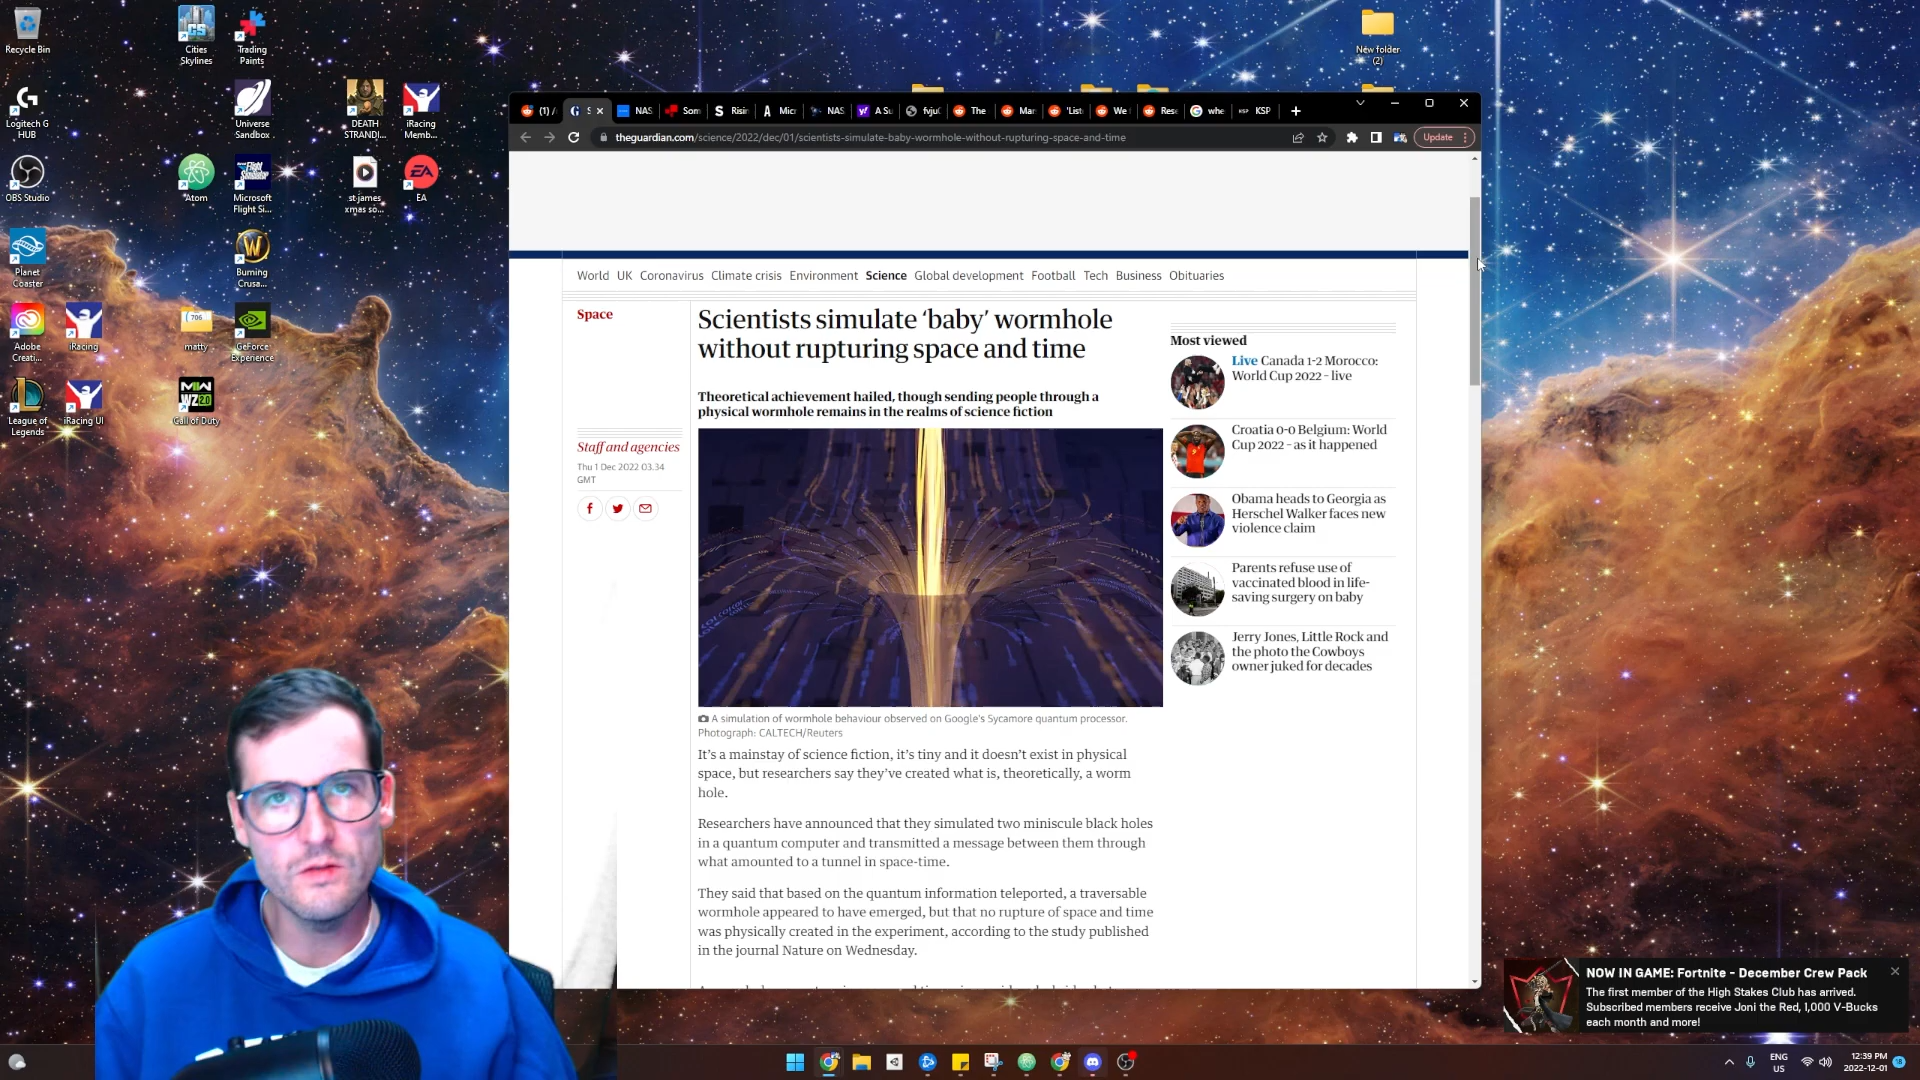 Recycle Bin
Cities
Skylines
Trading
Paints
New folder
(2)
Logitech G
HUB
Universe
Sandbox
DEATH
STRANDI...
iRacing
Memb...
OBS Studio
Atom
Microsoft
Flight Si...
st-james
xmas so...
EA
Planet
Coaster
Burning
Crusa...
Adobe
Creati...
iRacing
706
matty
GeForce
Experience
League of
Legends
iRacing UI
Call of Duty
(1)
NAS
Som
Risin
Micr
NAS
A Su
fvjui
The
Mar
'List
We
Rese
whe
KSP
theguardian.com/science/2022/dec/01/scientists-simulate-baby-wormhole-without-rupturing-space-and-time
Update
World UK Coronavirus Climate crisis Environment Science Global development Football Tech Business Obituaries
Space
Scientists simulate ‘baby’ wormhole
without rupturing space and time
Theoretical achievement hailed, though sending people through a
physical wormhole remains in the realms of science fiction
Staff and agencies
Thu 1 Dec 2022 03.34
GMT
A simulation of wormhole behaviour observed on Google's Sycamore quantum processor.
Photograph: CALTECH/Reuters
It’s a mainstay of science fiction, it’s tiny and it doesn’t exist in physical
space, but researchers say they’ve created what is, theoretically, a worm
hole.
Researchers have announced that they simulated two miniscule black holes
in a quantum computer and transmitted a message between them through
what amounted to a tunnel in space-time.
They said that based on the quantum information teleported, a traversable
wormhole appeared to have emerged, but that no rupture of space and time
was physically created in the experiment, according to the study published
in the journal Nature on Wednesday.
Most viewed
Live Canada 1-2 Morocco:
World Cup 2022 – live
Croatia 0-0 Belgium: World
Cup 2022 – as it happened
Obama heads to Georgia as
Herschel Walker faces new
violence claim
Parents refuse use of
vaccinated blood in life-
saving surgery on baby
Jerry Jones, Little Rock and
the photo the Cowboys
owner juked for decades
NOW IN GAME: Fortnite - December Crew Pack
The first member of the High Stakes Club has arrived.
Subscribed members receive Joni the Red, 1,000 V-Bucks
each month and more!
ENG
US
12:39 PM
2022-12-01